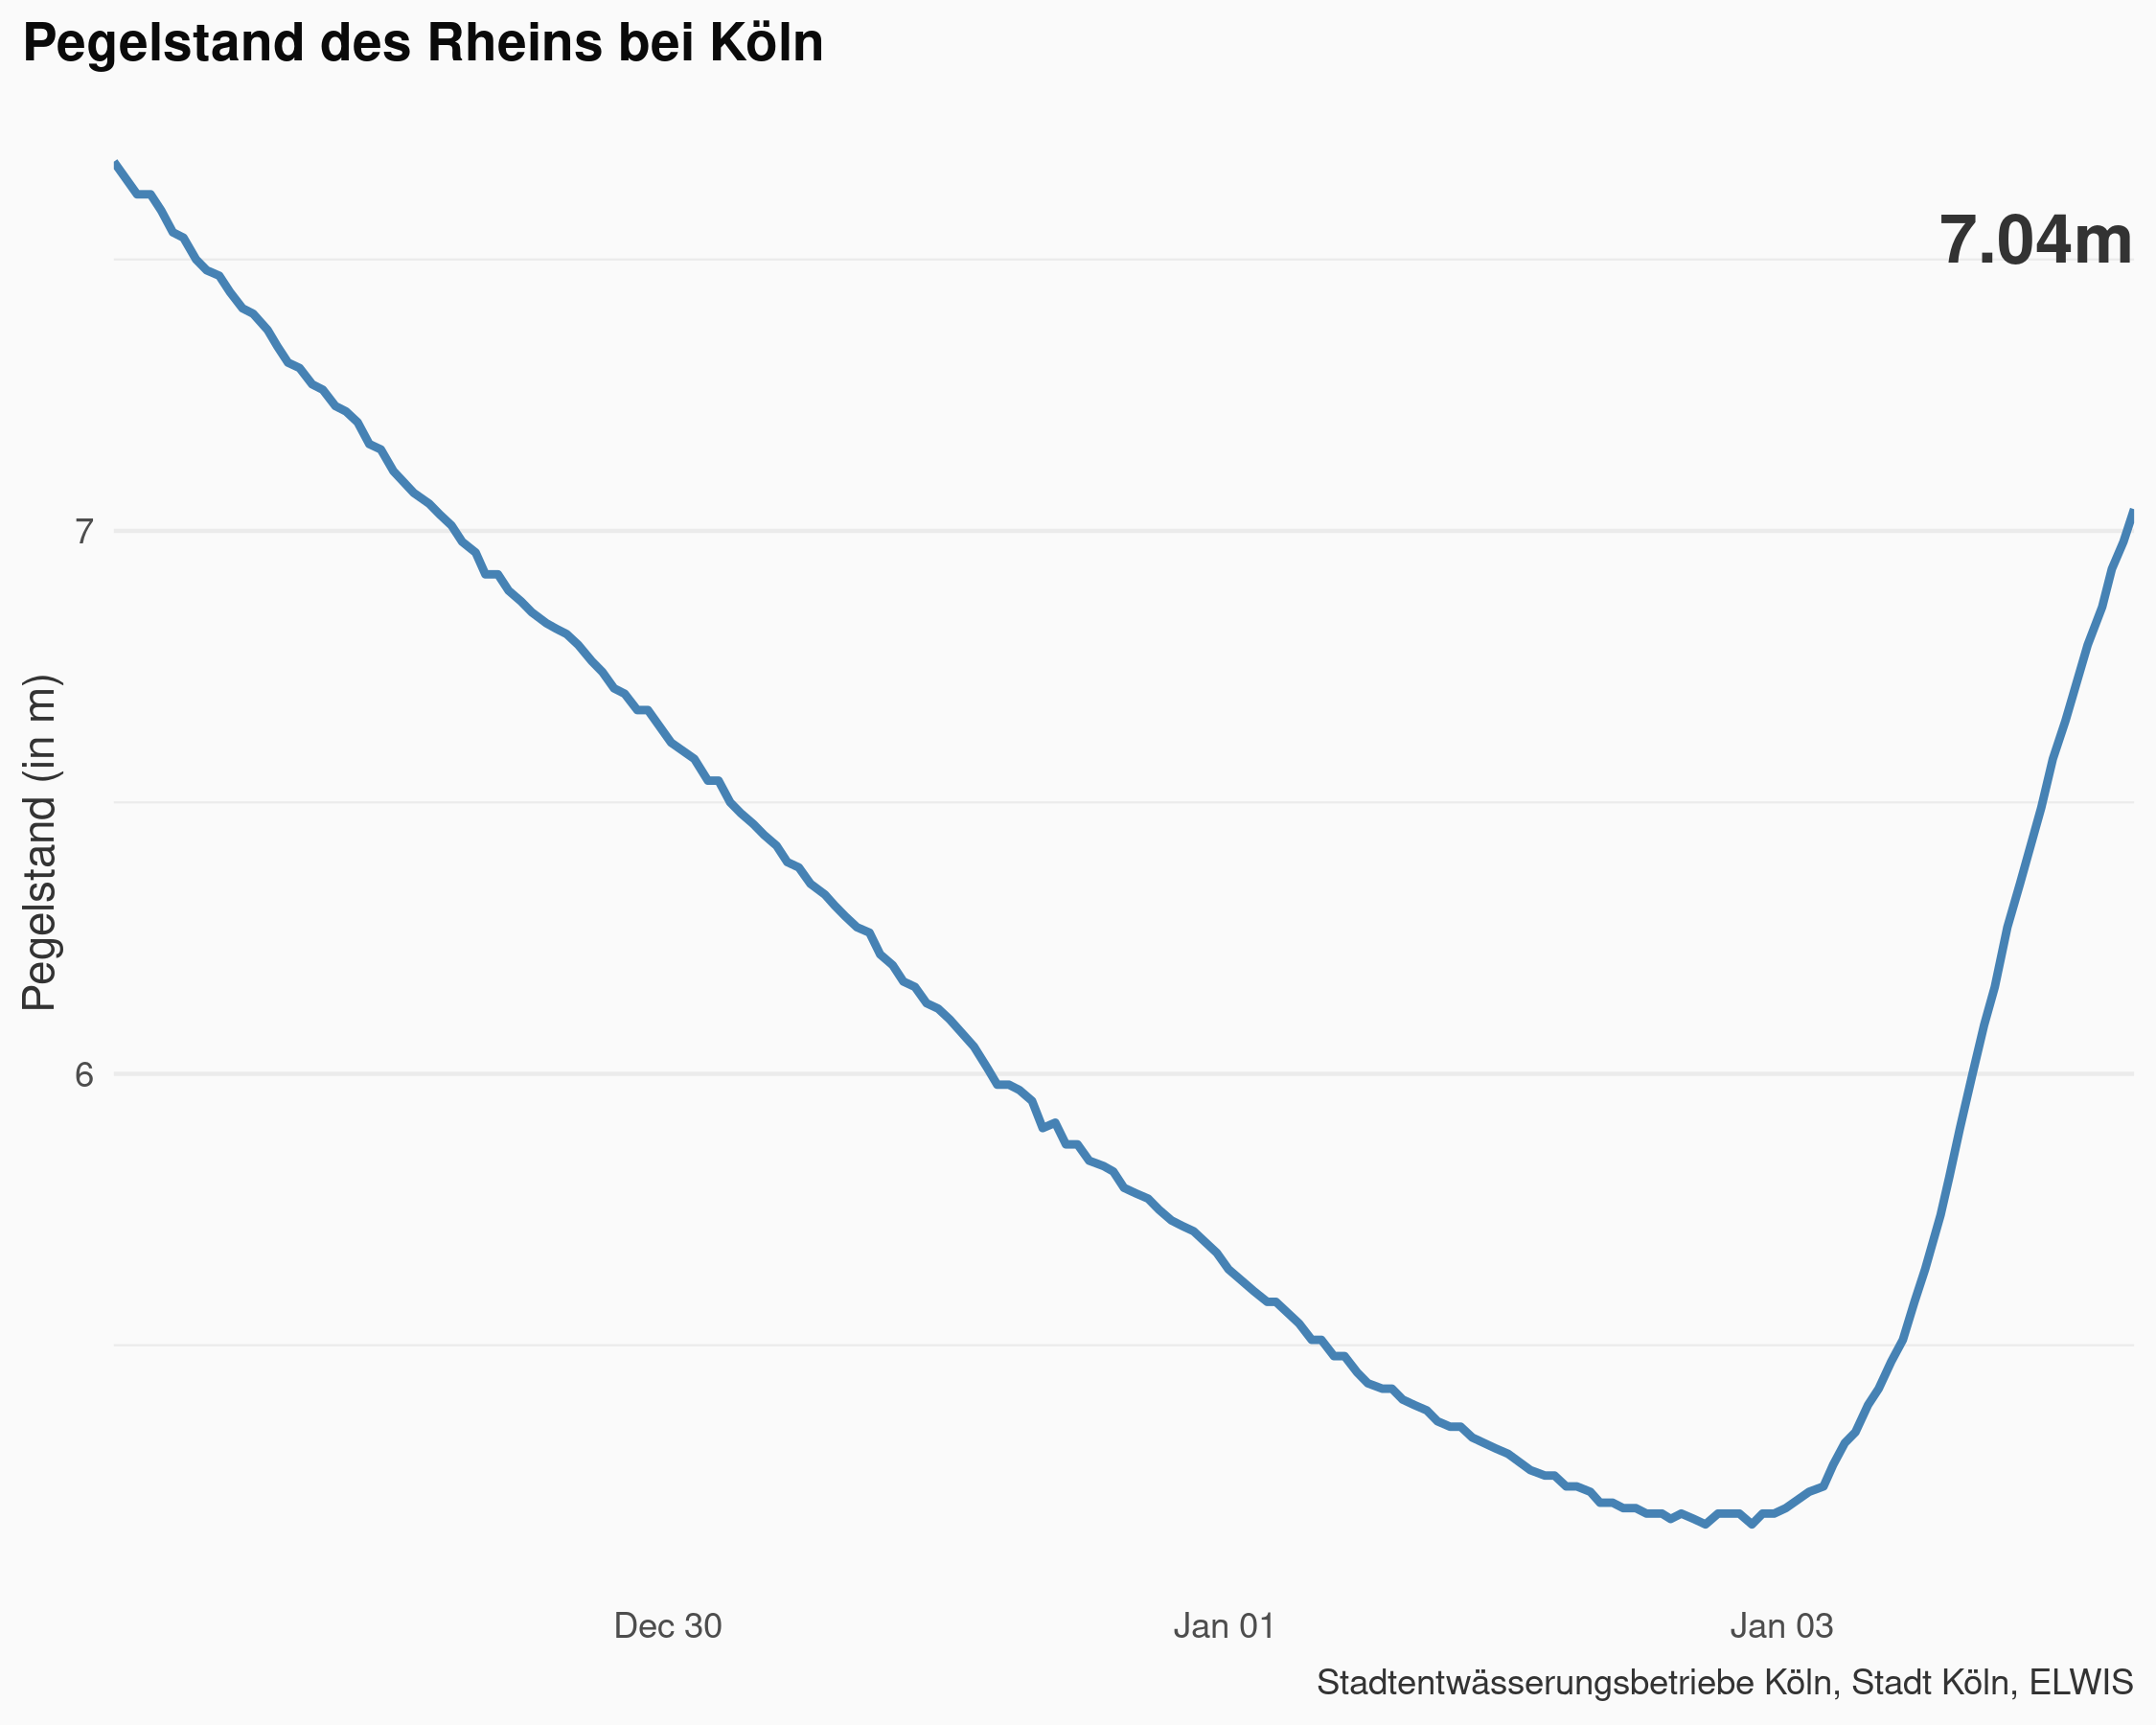 Pegelstand des Rheins bei Köln
7.04m
7
6
Pegelstand (in m)
Dec 30
Jan 01
Jan 03
Stadtentwässerungsbetriebe Köln, Stadt Köln, ELWIS